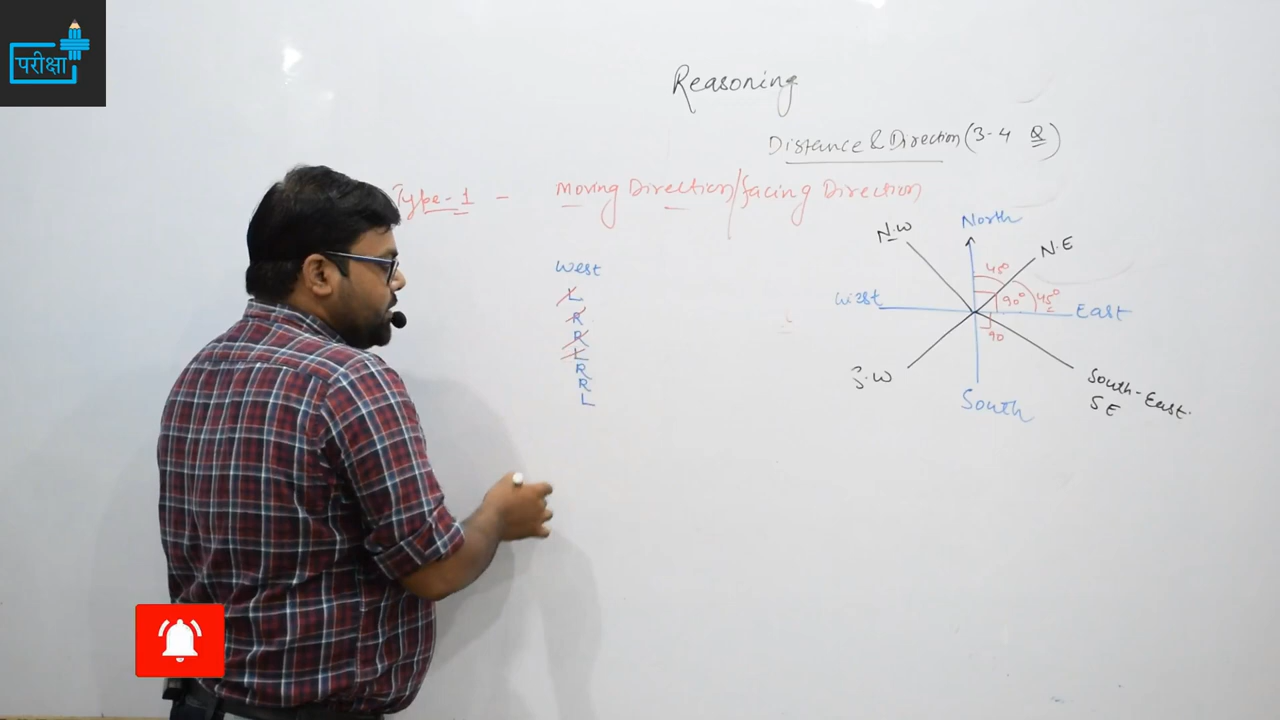 परीक्षा
Reasoning
Distance & Direction (3-4 Q)
Type-1 - Moving Direction/facing Direction
West
L
R
R
L
R
R
L
North
N.W
N.E
45°
90°
45°
West
East
90
S.W
South
South-East
SE